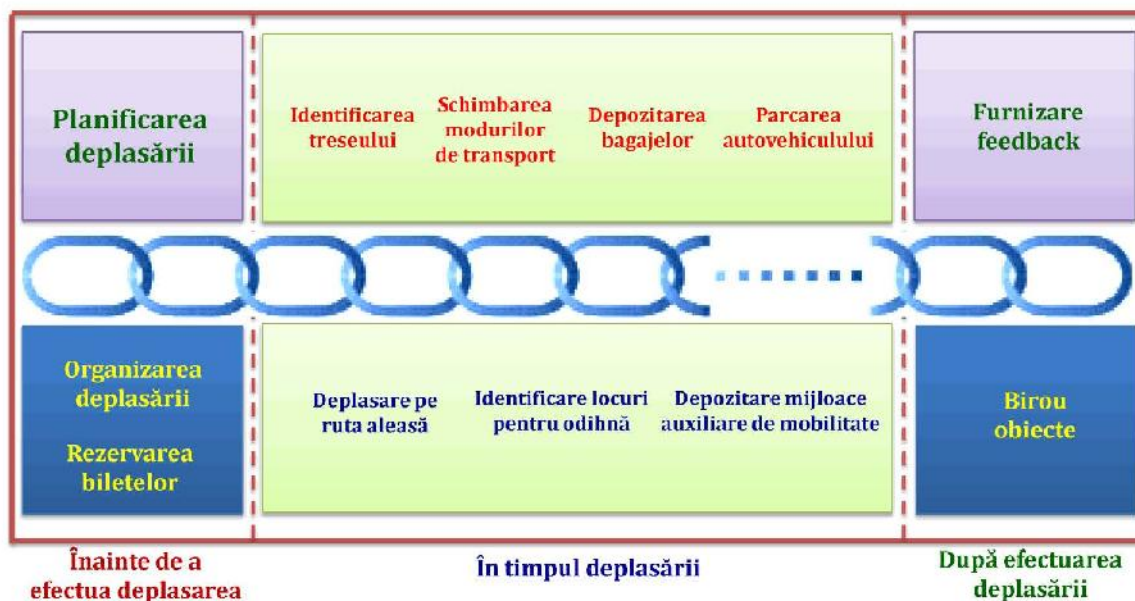 Planificarea
deplasării
Identificarea
treseului
Schimbarea
modurilor
de transport
Depozitarea
bagajelor
Parcarea
autovehiculului
Furnizare
feedback
Organizarea
deplasării
Rezervarea
biletelor
Deplasare pe
ruta aleasă
Identificare locuri
pentru odihnă
Depozitare mijloace
auxiliare de mobilitate
Birou
obiecte
Înainte de a
efectua deplasarea
În timpul deplasării
După efectuarea
deplasării